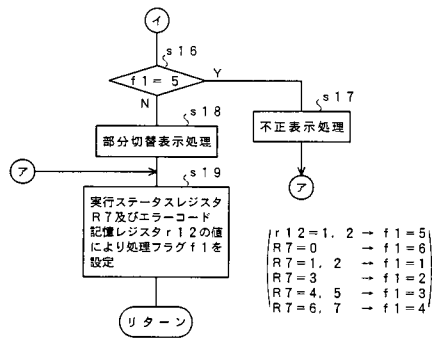 イ
s16
f1=5
Y
N
s17
不正表示処理
ア
s18
部分切替表示処理
ア
s19
実行ステータスレジスタ
R7及びエラーコード
記憶レジスタr12の値
により処理フラグf1を
設定
リターン
r12=1, 2 → f1=5
R7=0 → f1=6
R7=1, 2 → f1=1
R7=3 → f1=2
R7=4, 5 → f1=3
R7=6, 7 → f1=4